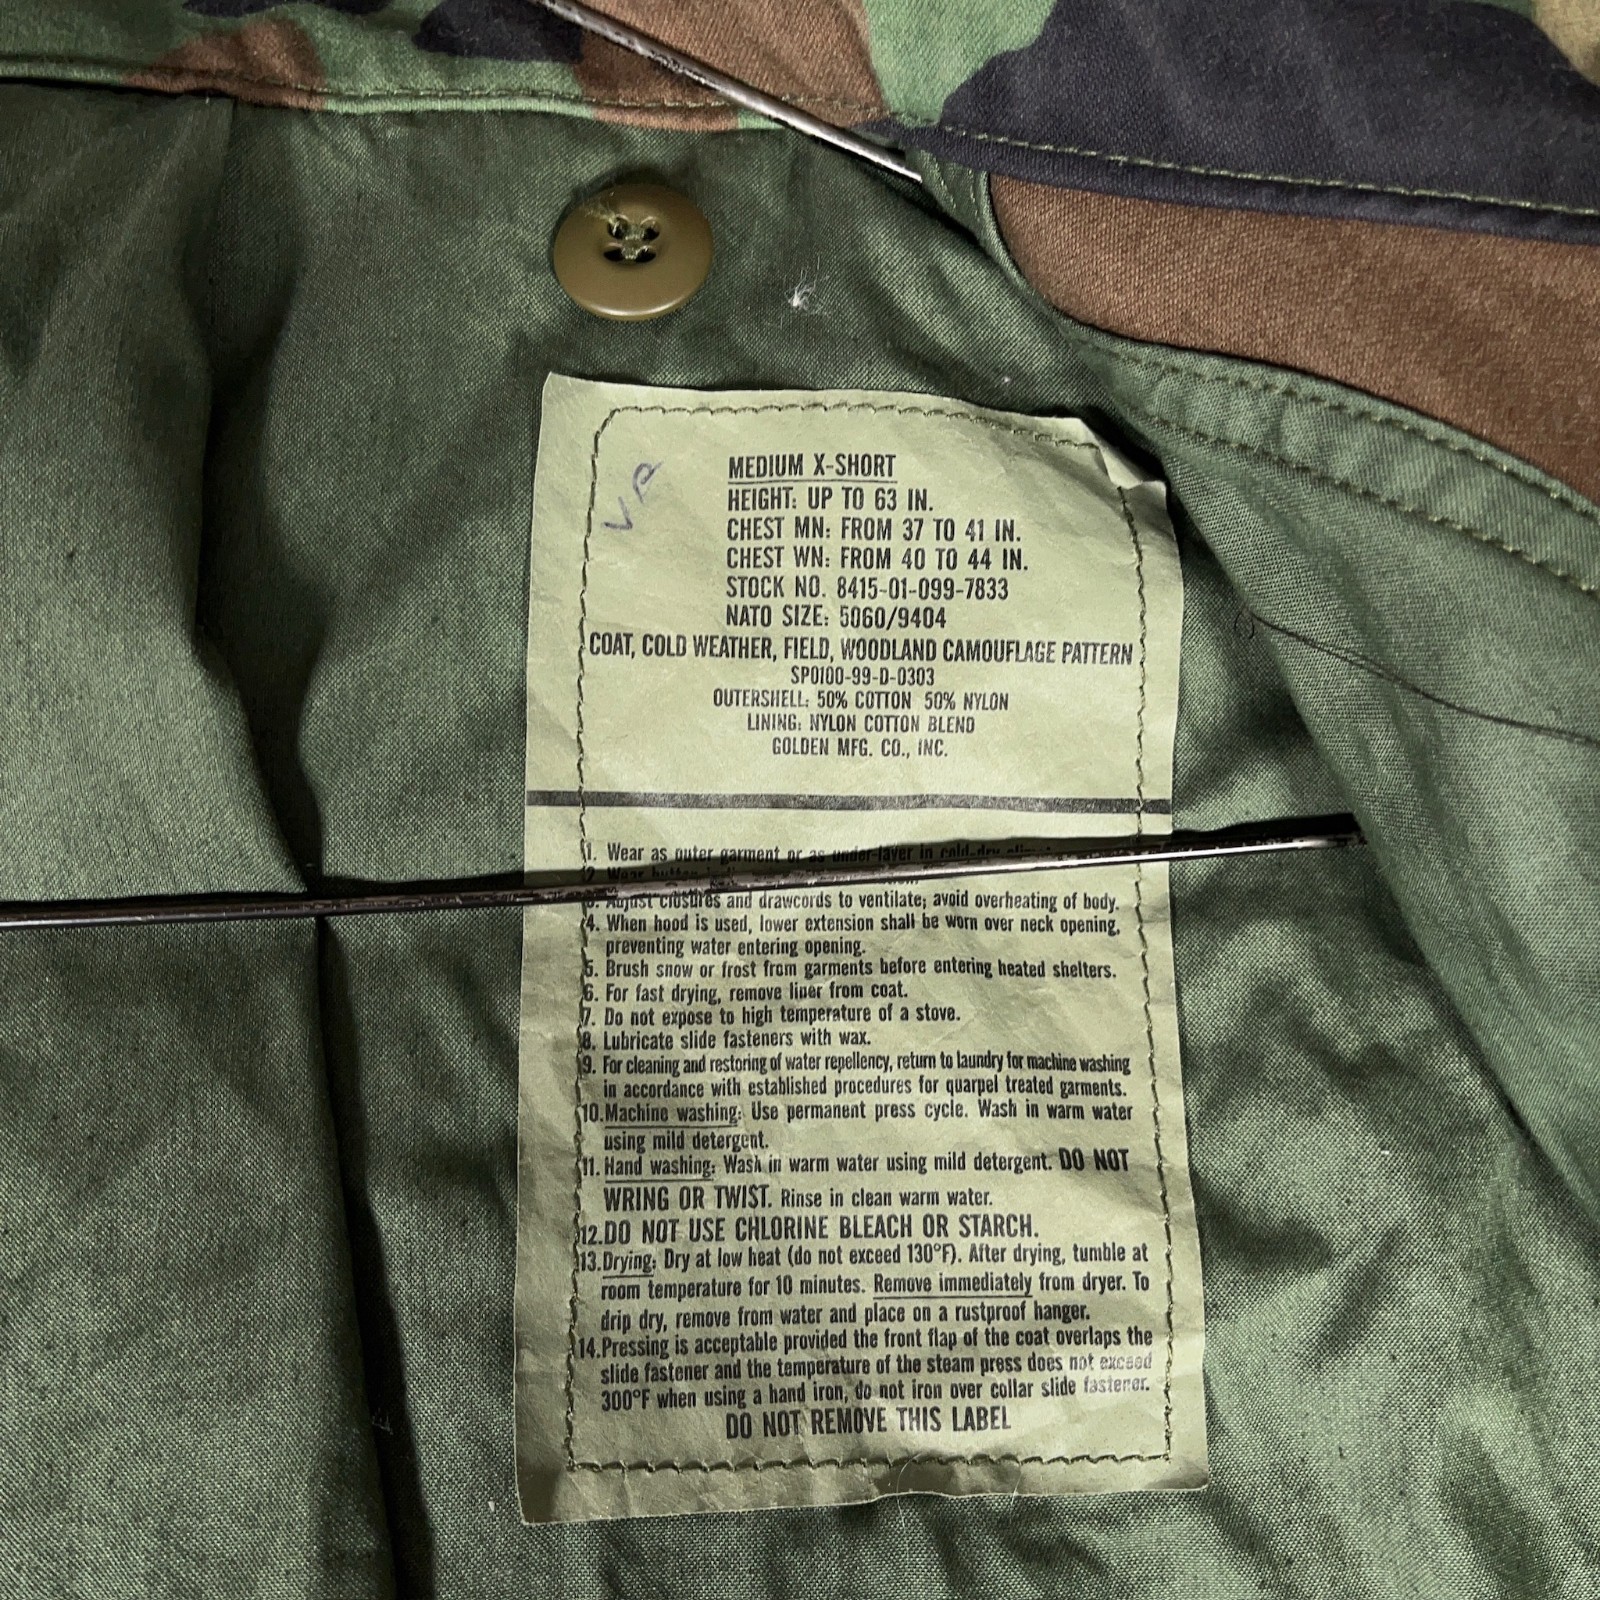 VP
MEDIUM X-SHORT
HEIGHT: UP TO 63 IN.
CHEST MN: FROM 37 TO 41 IN.
CHEST WN: FROM 40 TO 44 IN.
STOCK NO. 8415-01-099-7833
NATO SIZE: 5060/9404
COAT, COLD WEATHER, FIELD, WOODLAND CAMOUFLAGE PATTERN
SP0100-99-D-0303
OUTERSHELL: 50% COTTON 50% NYLON
LINING: NYLON COTTON BLEND
GOLDEN MFG. CO., INC.
1. Wear as outer garment or as under-layer in cold-dry
2. Wear
3. Adjust closures and drawcords to ventilate; avoid overheating of body.
4. When hood is used, lower extension shall be worn over neck opening,
preventing water entering opening.
5. Brush snow or frost from garments before entering heated shelters.
6. For fast drying, remove liner from coat.
7. Do not expose to high temperature of a stove.
8. Lubricate slide fasteners with wax.
9. For cleaning and restoring of water repellency, return to laundry for machine washing
in accordance with established procedures for quarpel treated garments.
10. Machine washing: Use permanent press cycle. Wash in warm water
using mild detergent.
11. Hand washing: Wash in warm water using mild detergent. DO NOT
WRING OR TWIST. Rinse in clean warm water.
12. DO NOT USE CHLORINE BLEACH OR STARCH.
13. Drying: Dry at low heat (do not exceed 130°F). After drying, tumble at
room temperature for 10 minutes. Remove immediately from dryer. To
drip dry, remove from water and place on a rustproof hanger.
14. Pressing is acceptable provided the front flap of the coat overlaps the
slide fastener and the temperature of the steam press does not exceed
300°F when using a hand iron, do not iron over collar slide fastener.
DO NOT REMOVE THIS LABEL